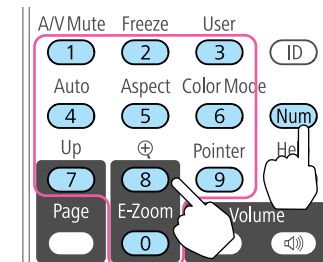 A/V Mute Freeze User
1 2 3 ID
Auto Aspect Color Mode
4 5 6 Num
Up Pointer
7 8 9
Page E-Zoom Volume
0